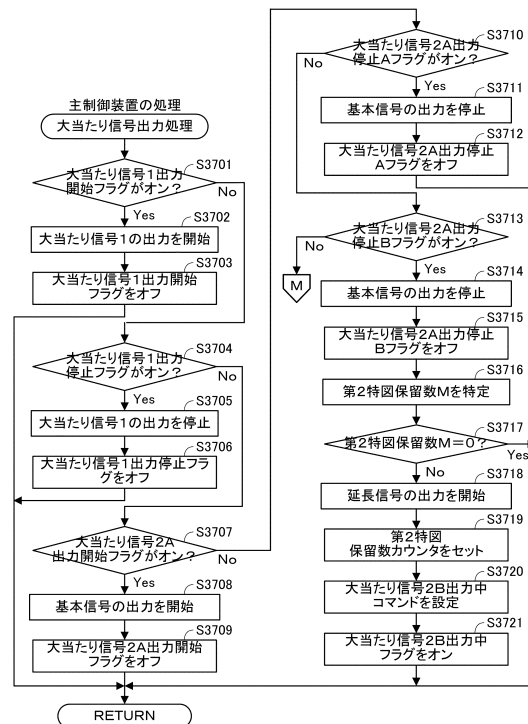 主制御装置の処理
大当たり信号出力処理
S3701
大当たり信号1出力
開始フラグがオン?
No
Yes
S3702
大当たり信号1の出力を開始
S3703
大当たり信号1出力開始
フラグをオフ
S3704
大当たり信号1出力
停止フラグがオン?
No
Yes
S3705
大当たり信号1の出力を停止
S3706
大当たり信号1出力停止フラ
グをオフ
S3707
大当たり信号2A
出力開始フラグがオン?
No
Yes
S3708
基本信号の出力を開始
S3709
大当たり信号2A出力開始
フラグをオフ
RETURN
S3710
大当たり信号2A出力
停止Aフラグがオン?
No
Yes
S3711
基本信号の出力を停止
S3712
大当たり信号2A出力停止
Aフラグをオフ
S3713
大当たり信号2A出力
停止Bフラグがオン?
No
M
Yes
S3714
基本信号の出力を停止
S3715
大当たり信号2A出力停止
Bフラグをオフ
S3716
第2特図保留数Mを特定
S3717
第2特図保留数M=0?
Yes
No
S3718
延長信号の出力を開始
S3719
第2特図
保留数カウンタをセット
S3720
大当たり信号2B出力中
コマンドを設定
S3721
大当たり信号2B出力中
フラグをオン